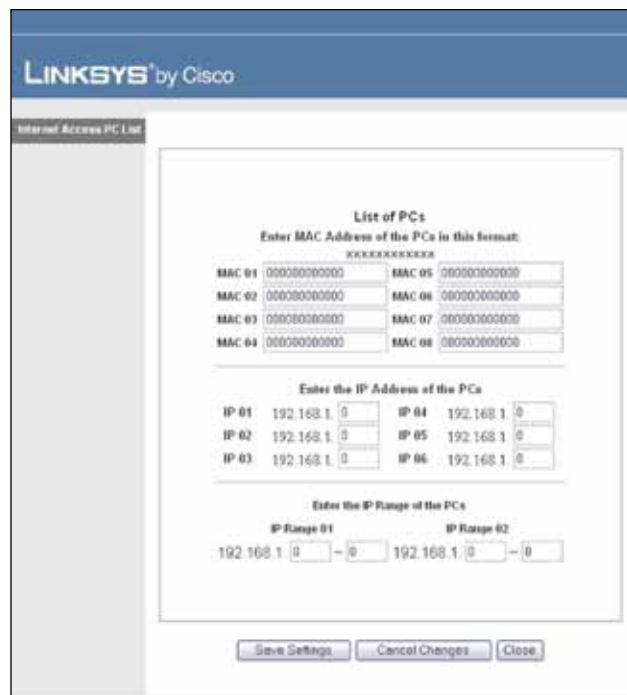 LINKSYS® by Cisco
Internet Access PC List
List of PCs
Enter MAC Address of the PCs in this format:
xxxxxxxxxxxx
MAC 01 000000000000 MAC 05 000000000000
MAC 02 000000000000 MAC 06 000000000000
MAC 03 000000000000 MAC 07 000000000000
MAC 04 000000000000 MAC 08 000000000000
Enter the IP Address of the PCs
IP 01 192.168.1. 0 IP 04 192.168.1. 0
IP 02 192.168.1. 0 IP 05 192.168.1. 0
IP 03 192.168.1. 0 IP 06 192.168.1. 0
Enter the IP Range of the PCs
IP Range 01 IP Range 02
192.168.1. 0 ~ 0 192.168.1. 0 ~ 0
Save Settings Cancel Changes Close